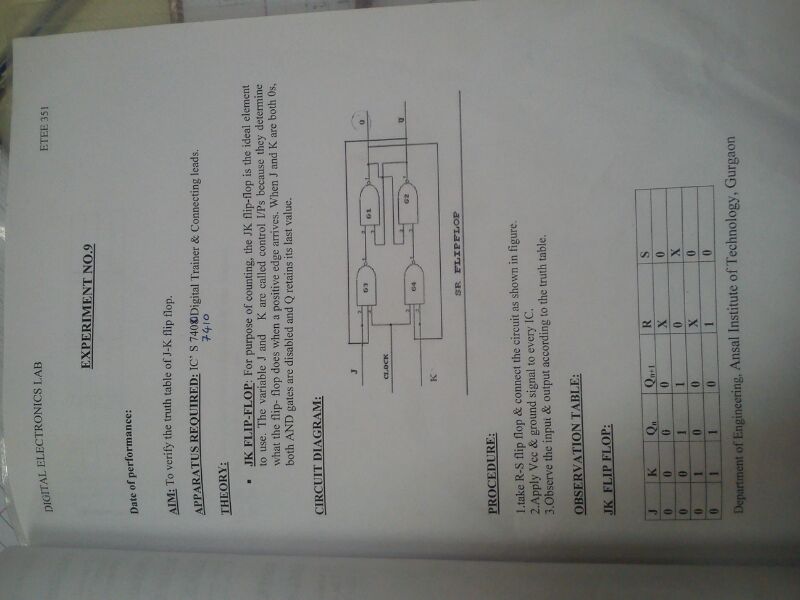 DIGITAL ELECTRONICS LAB ETEE 351
EXPERIMENT NO.9
Date of performance:
AIM: To verify the truth table of J-K flip flop.
APPARATUS REQUIRED: IC' S 7408 Digital Trainer & Connecting leads.
7410
THEORY:
▪ JK FLIP-FLOP: For purpose of counting, the JK flip-flop is the ideal element
to use. The variable J and K are called control I/Ps because they determine
what the flip- flop does when a positive edge arrives. When J and K are both 0s,
both AND gates are disabled and Q retains its last value.
CIRCUIT DIAGRAM:
J
CLOCK
K
G3
G1
G4
G2
Q
SR FLIPFLOP
PROCEDURE:
1.take R-S flip flop & connect the circuit as shown in figure.
2.Apply Vcc & ground signal to every IC.
3.Observe the input & output according to the truth table.
OBSERVATION TABLE:
JK FLIP FLOP:
J K Qn Qn+1 R S
0 0 0 0 X 0
0 0 1 1 0 X
0 1 0 0 X 0
0 1 1 0 1 0
Department of Engineering, Ansal Institute of Technology, Gurgaon